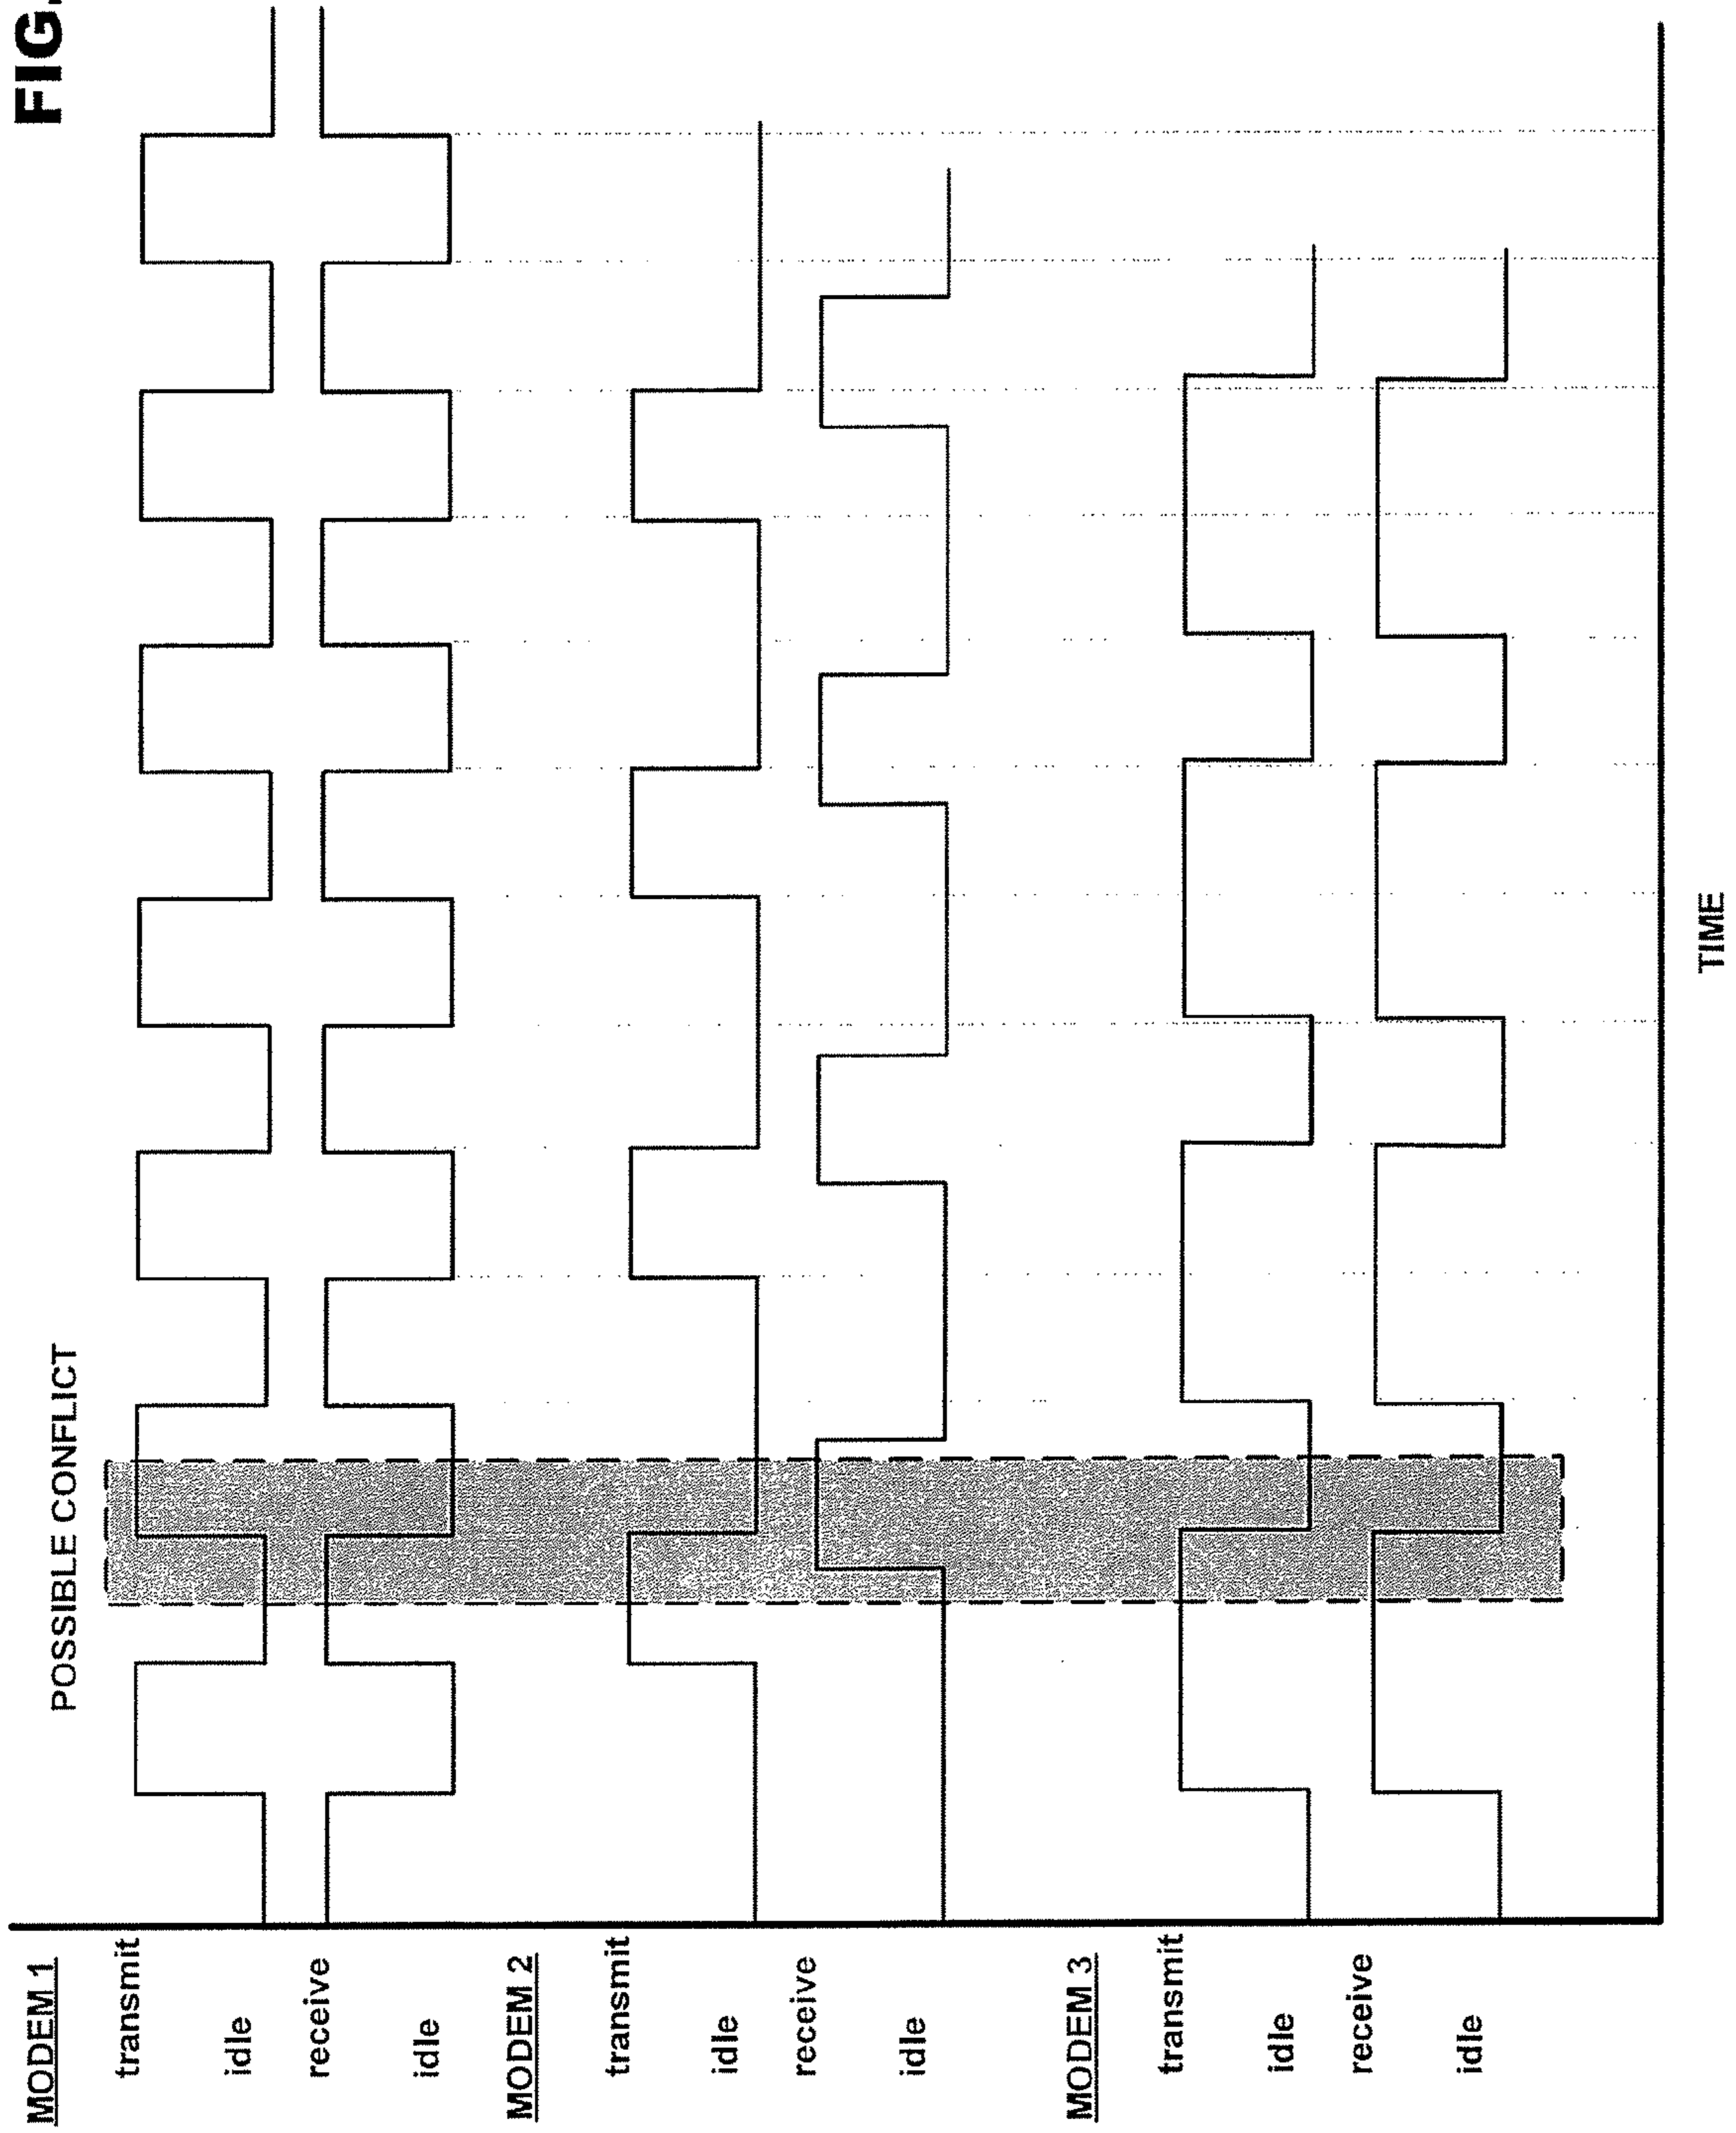 FIG.
POSSIBLE CONFLICT
MODEM 1
transmit
idle
receive
idle
MODEM 2
transmit
idle
receive
idle
MODEM 3
transmit
idle
receive
idle
TIME